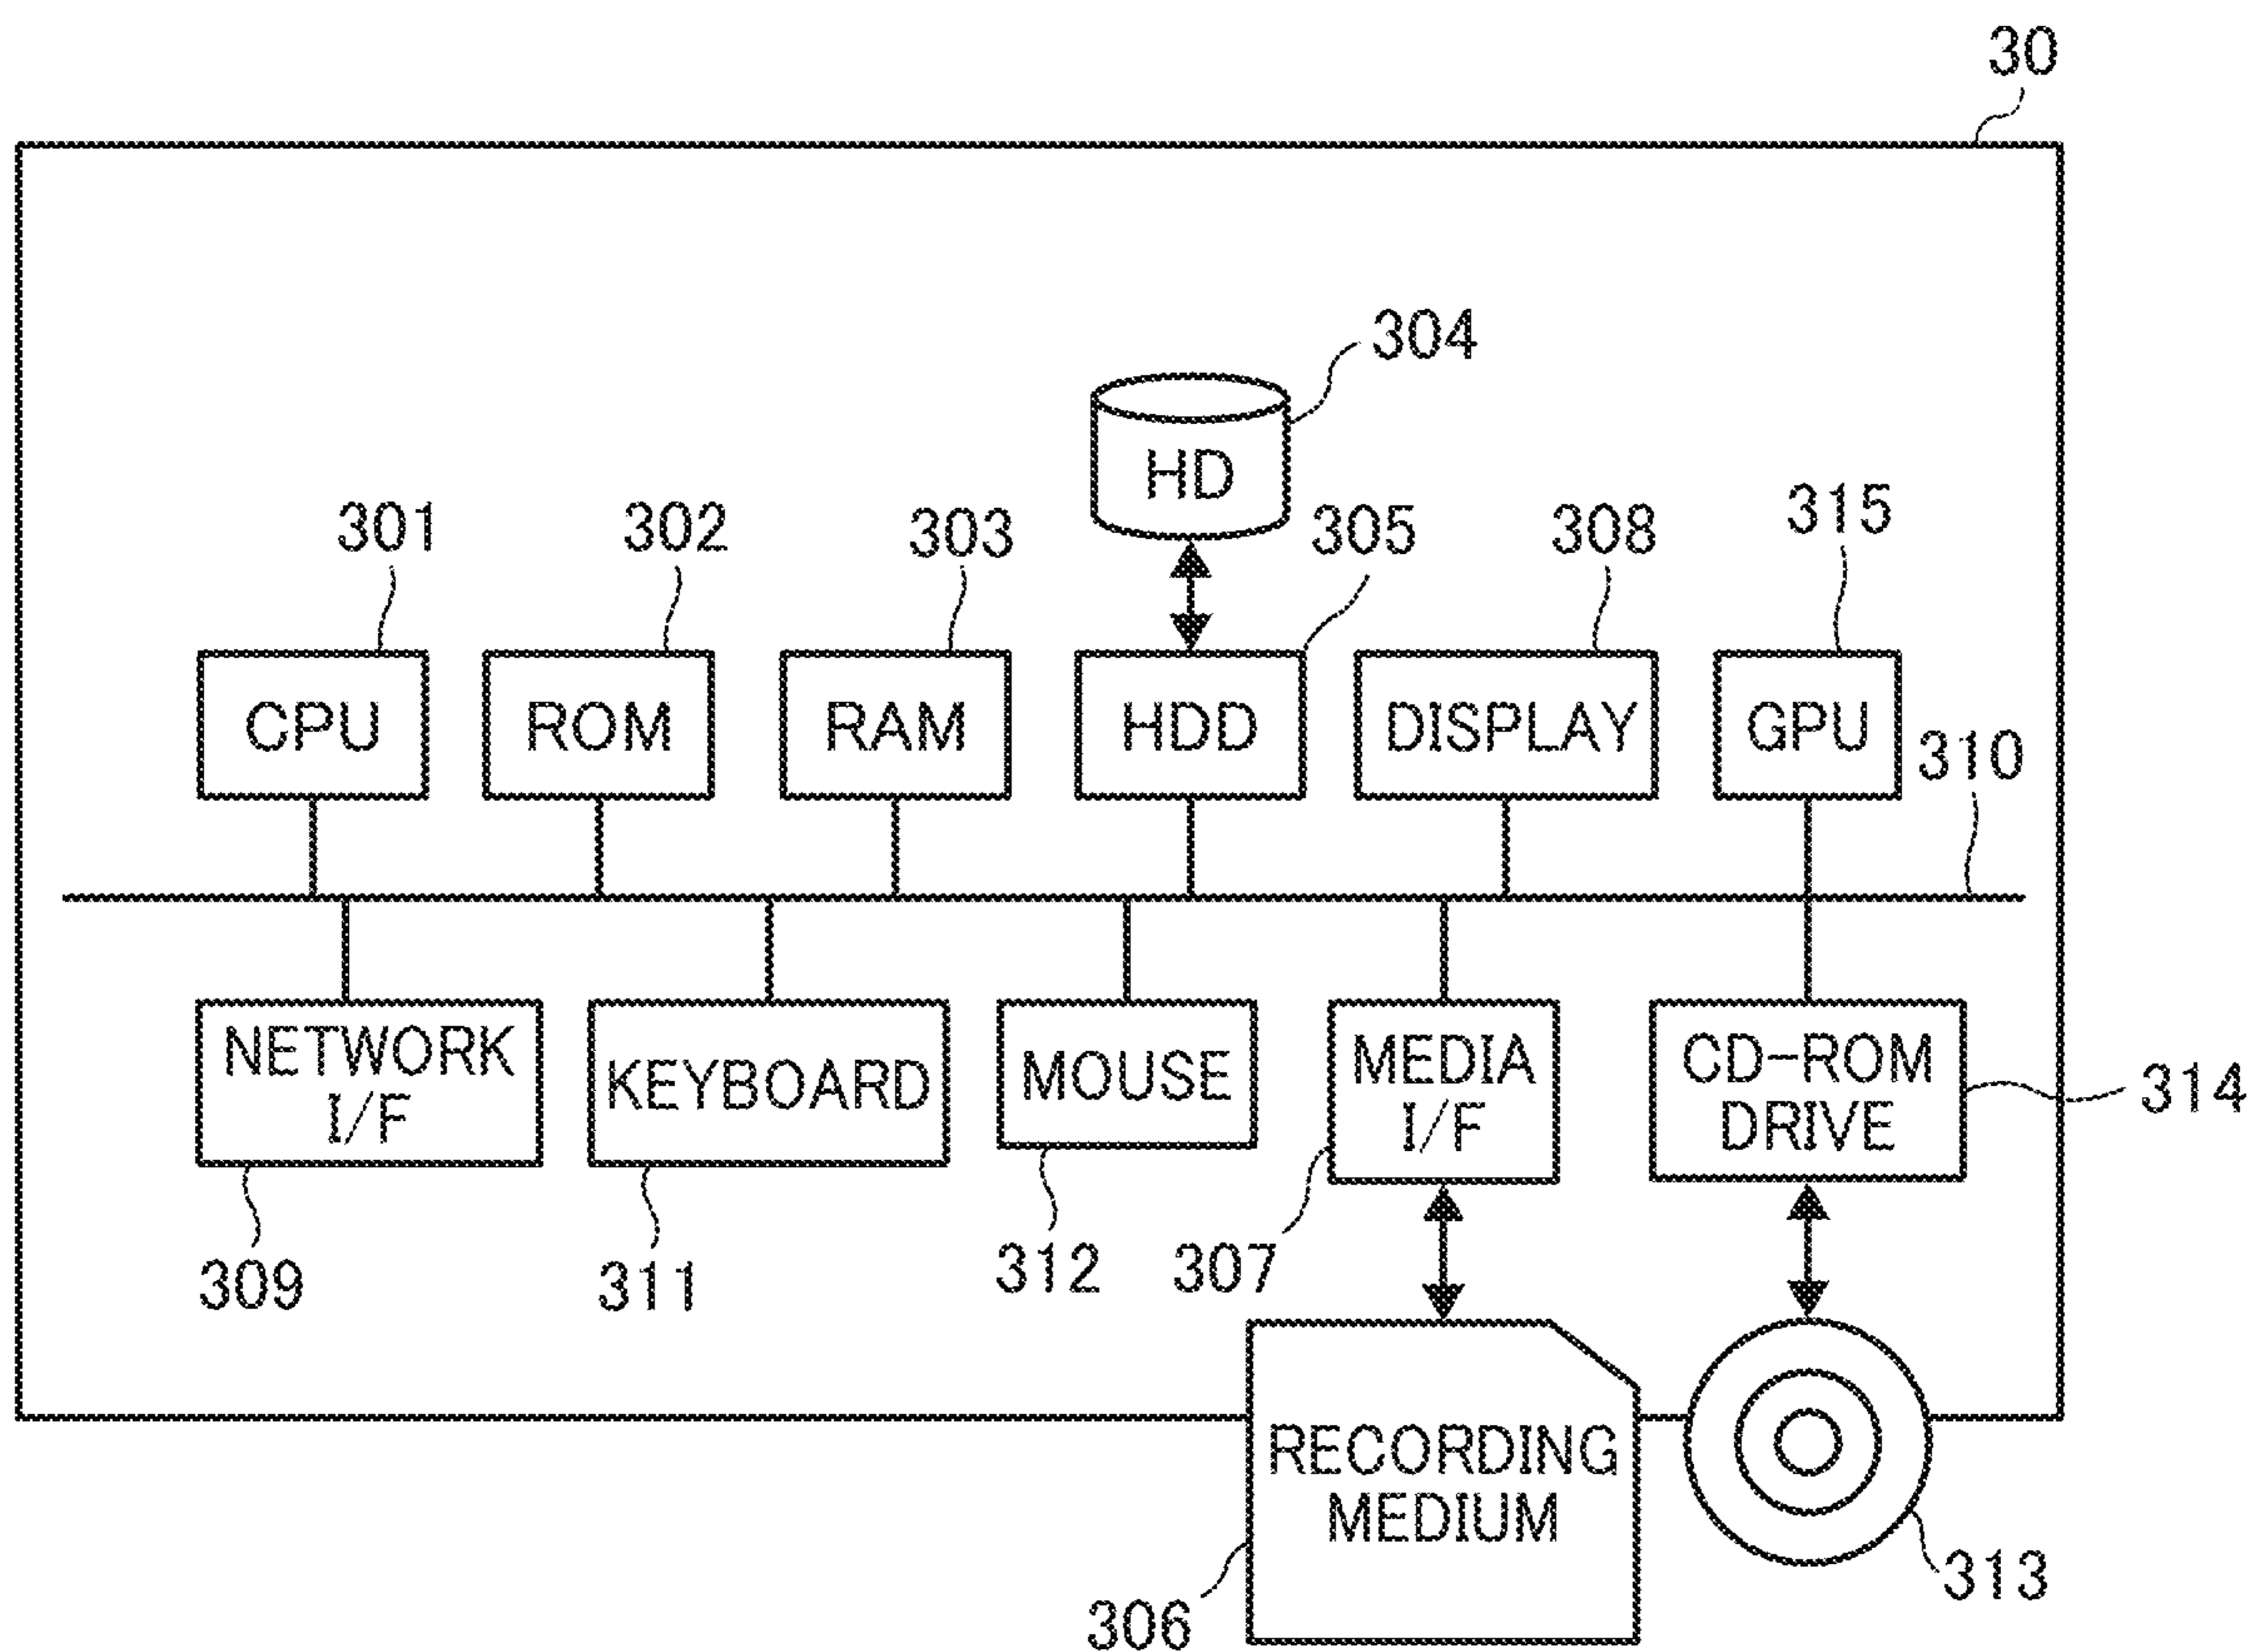 30
304
HD
301
302
303
305
308
315
CPU
ROM
RAM
HDD
DISPLAY
GPU
310
NETWORK
I/F
KEYBOARD
MOUSE
MEDIA
I/F
CD-ROM
DRIVE
314
309
311
312
307
RECORDING
MEDIUM
306
313